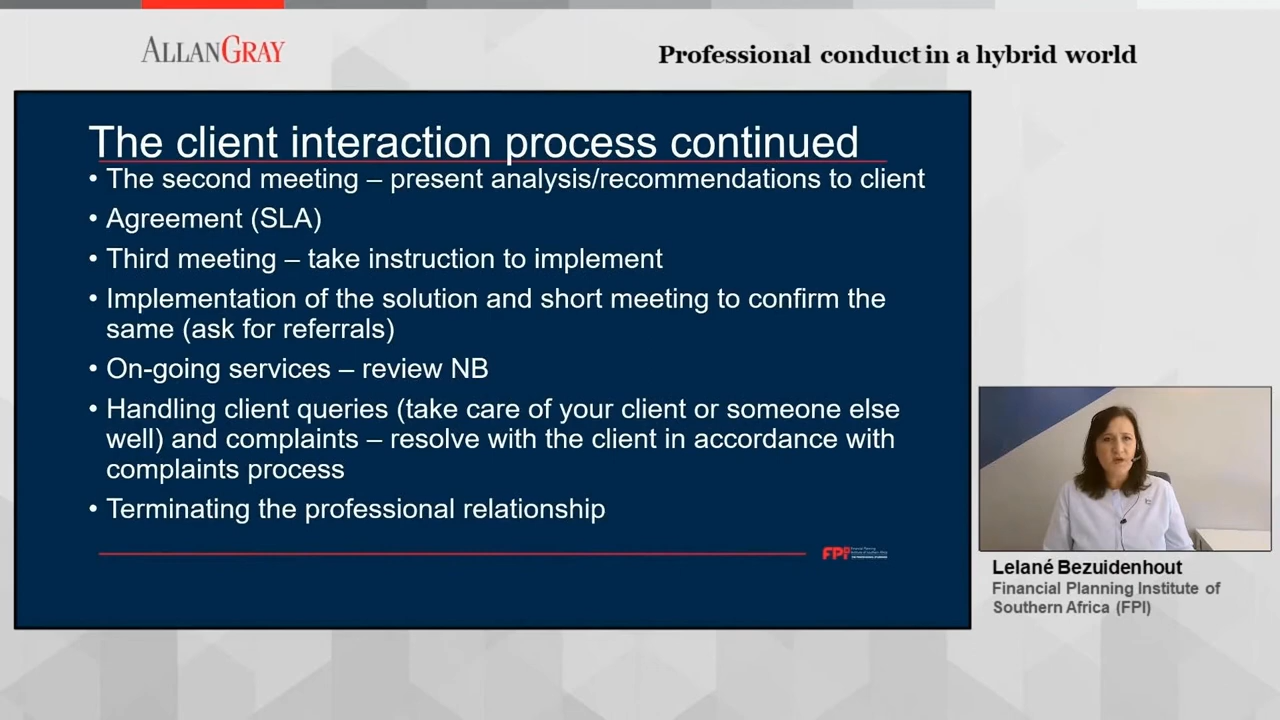 ALLANGRAY
Professional conduct in a hybrid world
The client interaction process continued
• The second meeting – present analysis/recommendations to client
• Agreement (SLA)
• Third meeting – take instruction to implement
• Implementation of the solution and short meeting to confirm the
same (ask for referrals)
• On-going services – review NB
• Handling client queries (take care of your client or someone else
well) and complaints – resolve with the client in accordance with
complaints process
• Terminating the professional relationship
FPI
Lelané Bezuidenhout
Financial Planning Institute of
Southern Africa (FPI)